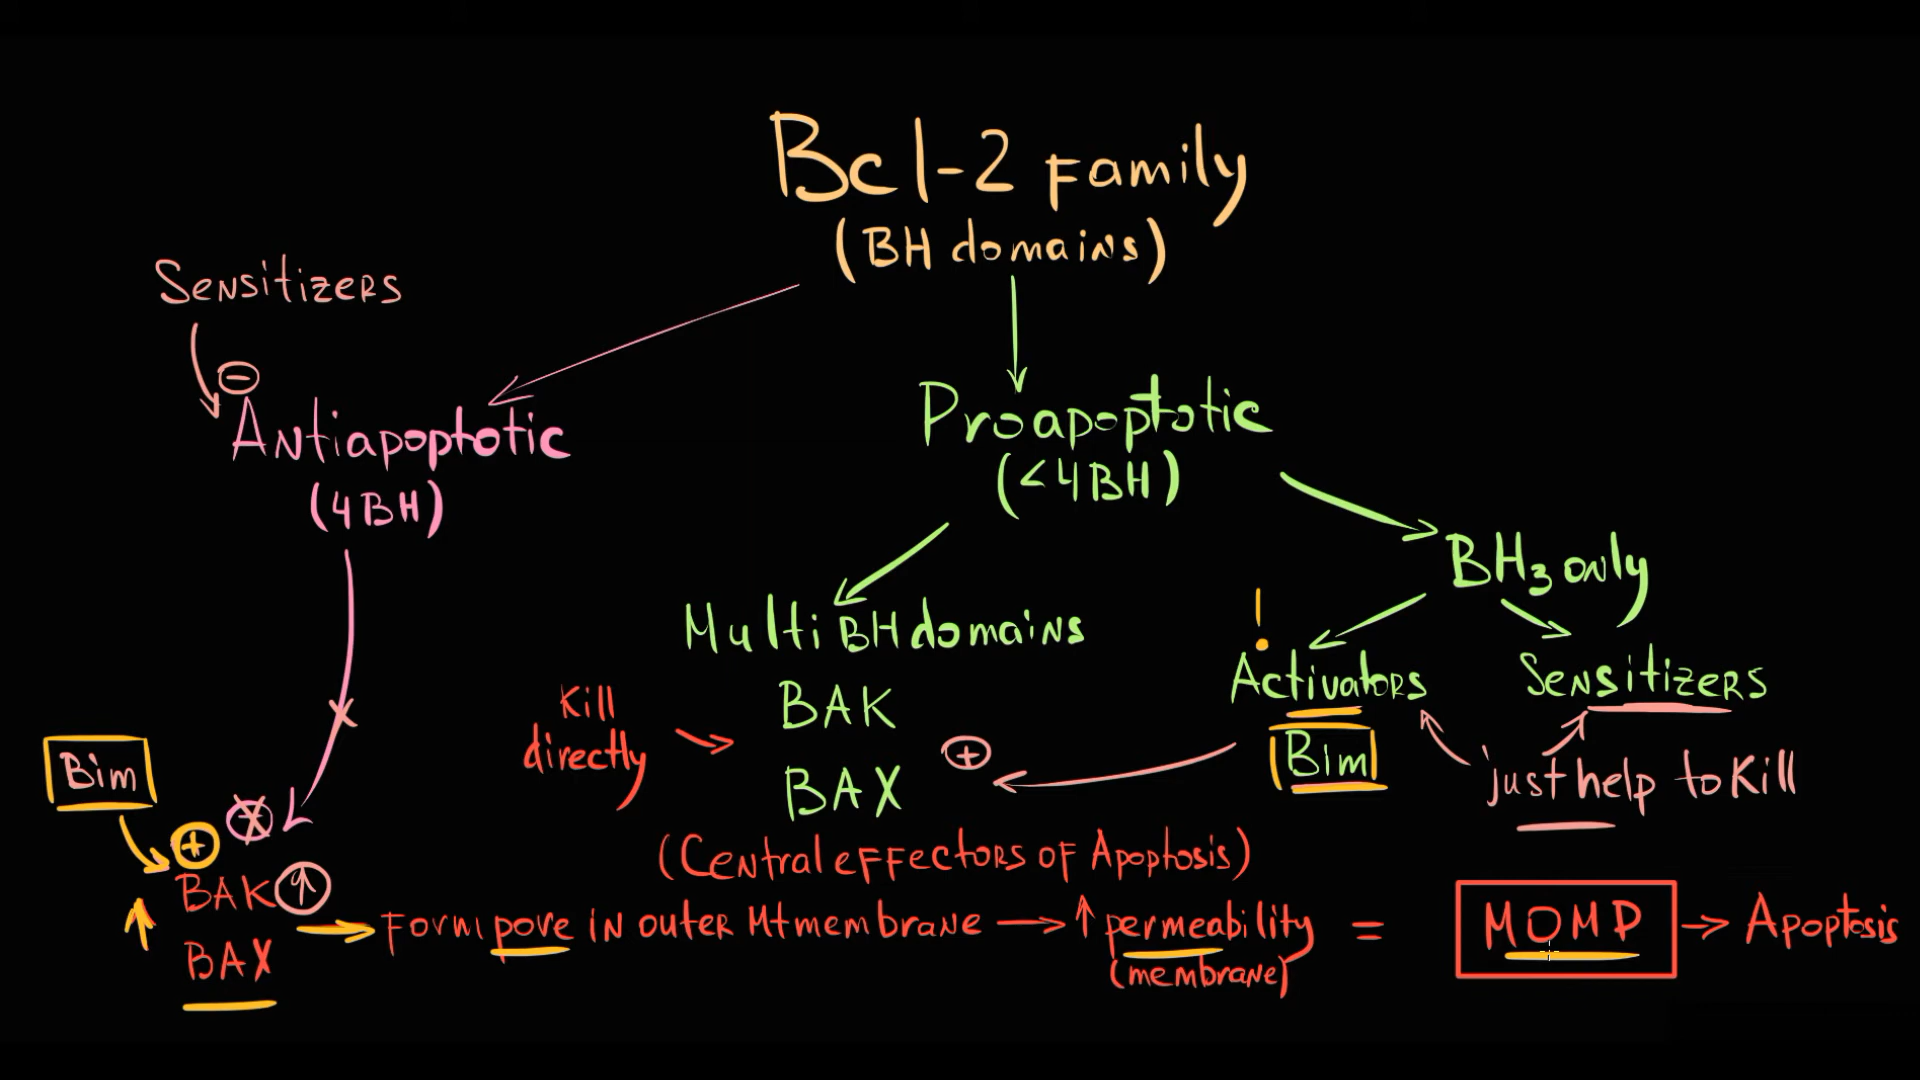 Bcl-2 Family
(BH domains)
Sensitizers
-
Antiapoptotic
(4BH)
Proapoptotic
(<4BH)
BH3 only
Multi BH domains
BAK
BAX
Kill
directly
+
!
Activators
Bim
Sensitizers
just help to Kill
(Central effectors of Apoptosis)
Bim
+
BAK ↑
↑ BAX
→ Form pore in outer Mt membrane → ↑ permeability = MOMP → Apoptosis
(membrane)